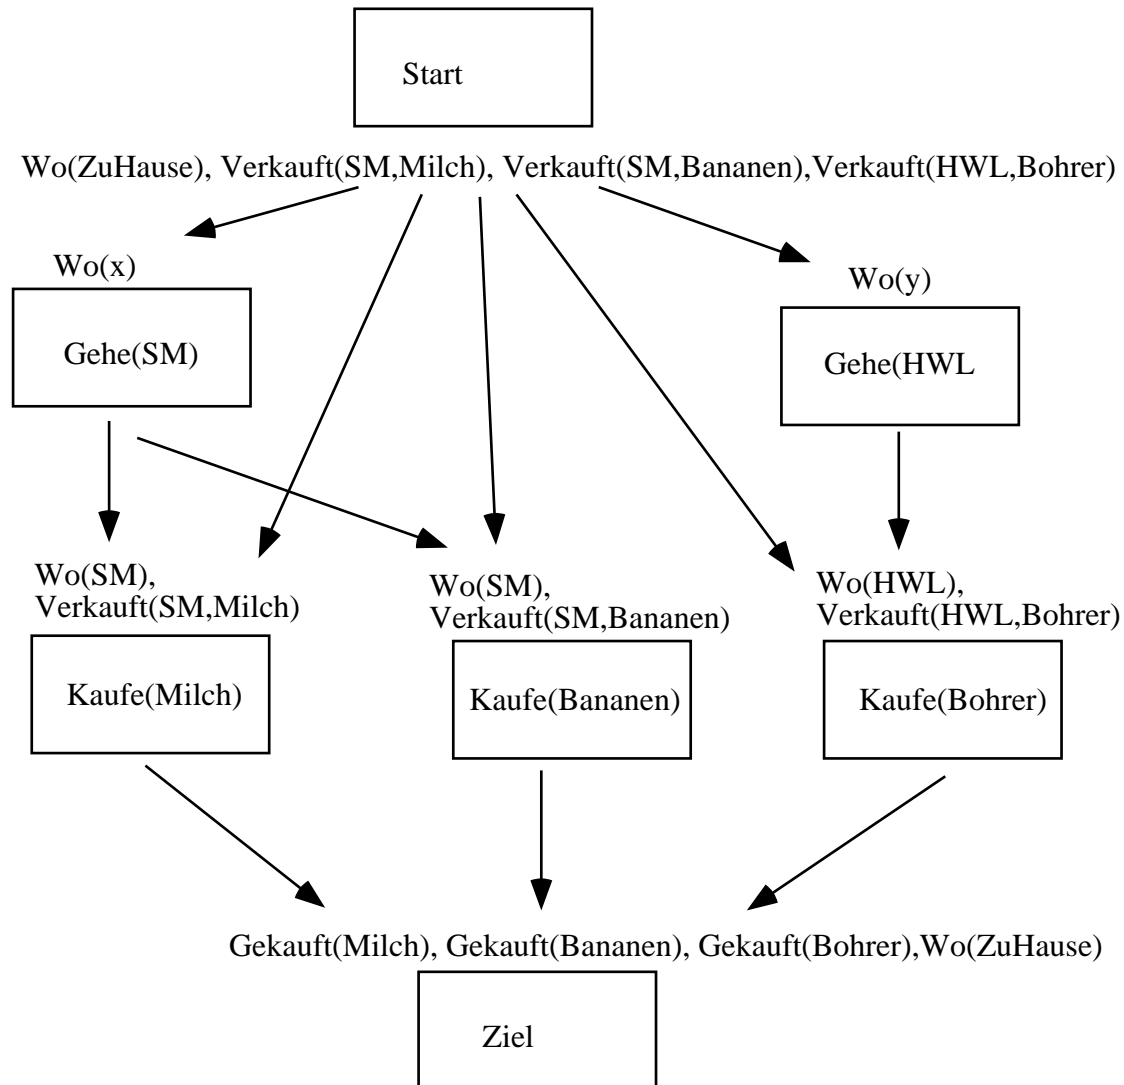 Start
Wo(ZuHause), Verkauft(SM,Milch), Verkauft(SM,Bananen),Verkauft(HWL,Bohrer)
Wo(x)
Wo(y)
Gehe(SM)
Gehe(HWL
Wo(SM),
Verkauft(SM,Milch)
Wo(SM),
Verkauft(SM,Bananen)
Wo(HWL),
Verkauft(HWL,Bohrer)
Kaufe(Milch)
Kaufe(Bananen)
Kaufe(Bohrer)
Gekauft(Milch), Gekauft(Bananen), Gekauft(Bohrer),Wo(ZuHause)
Ziel